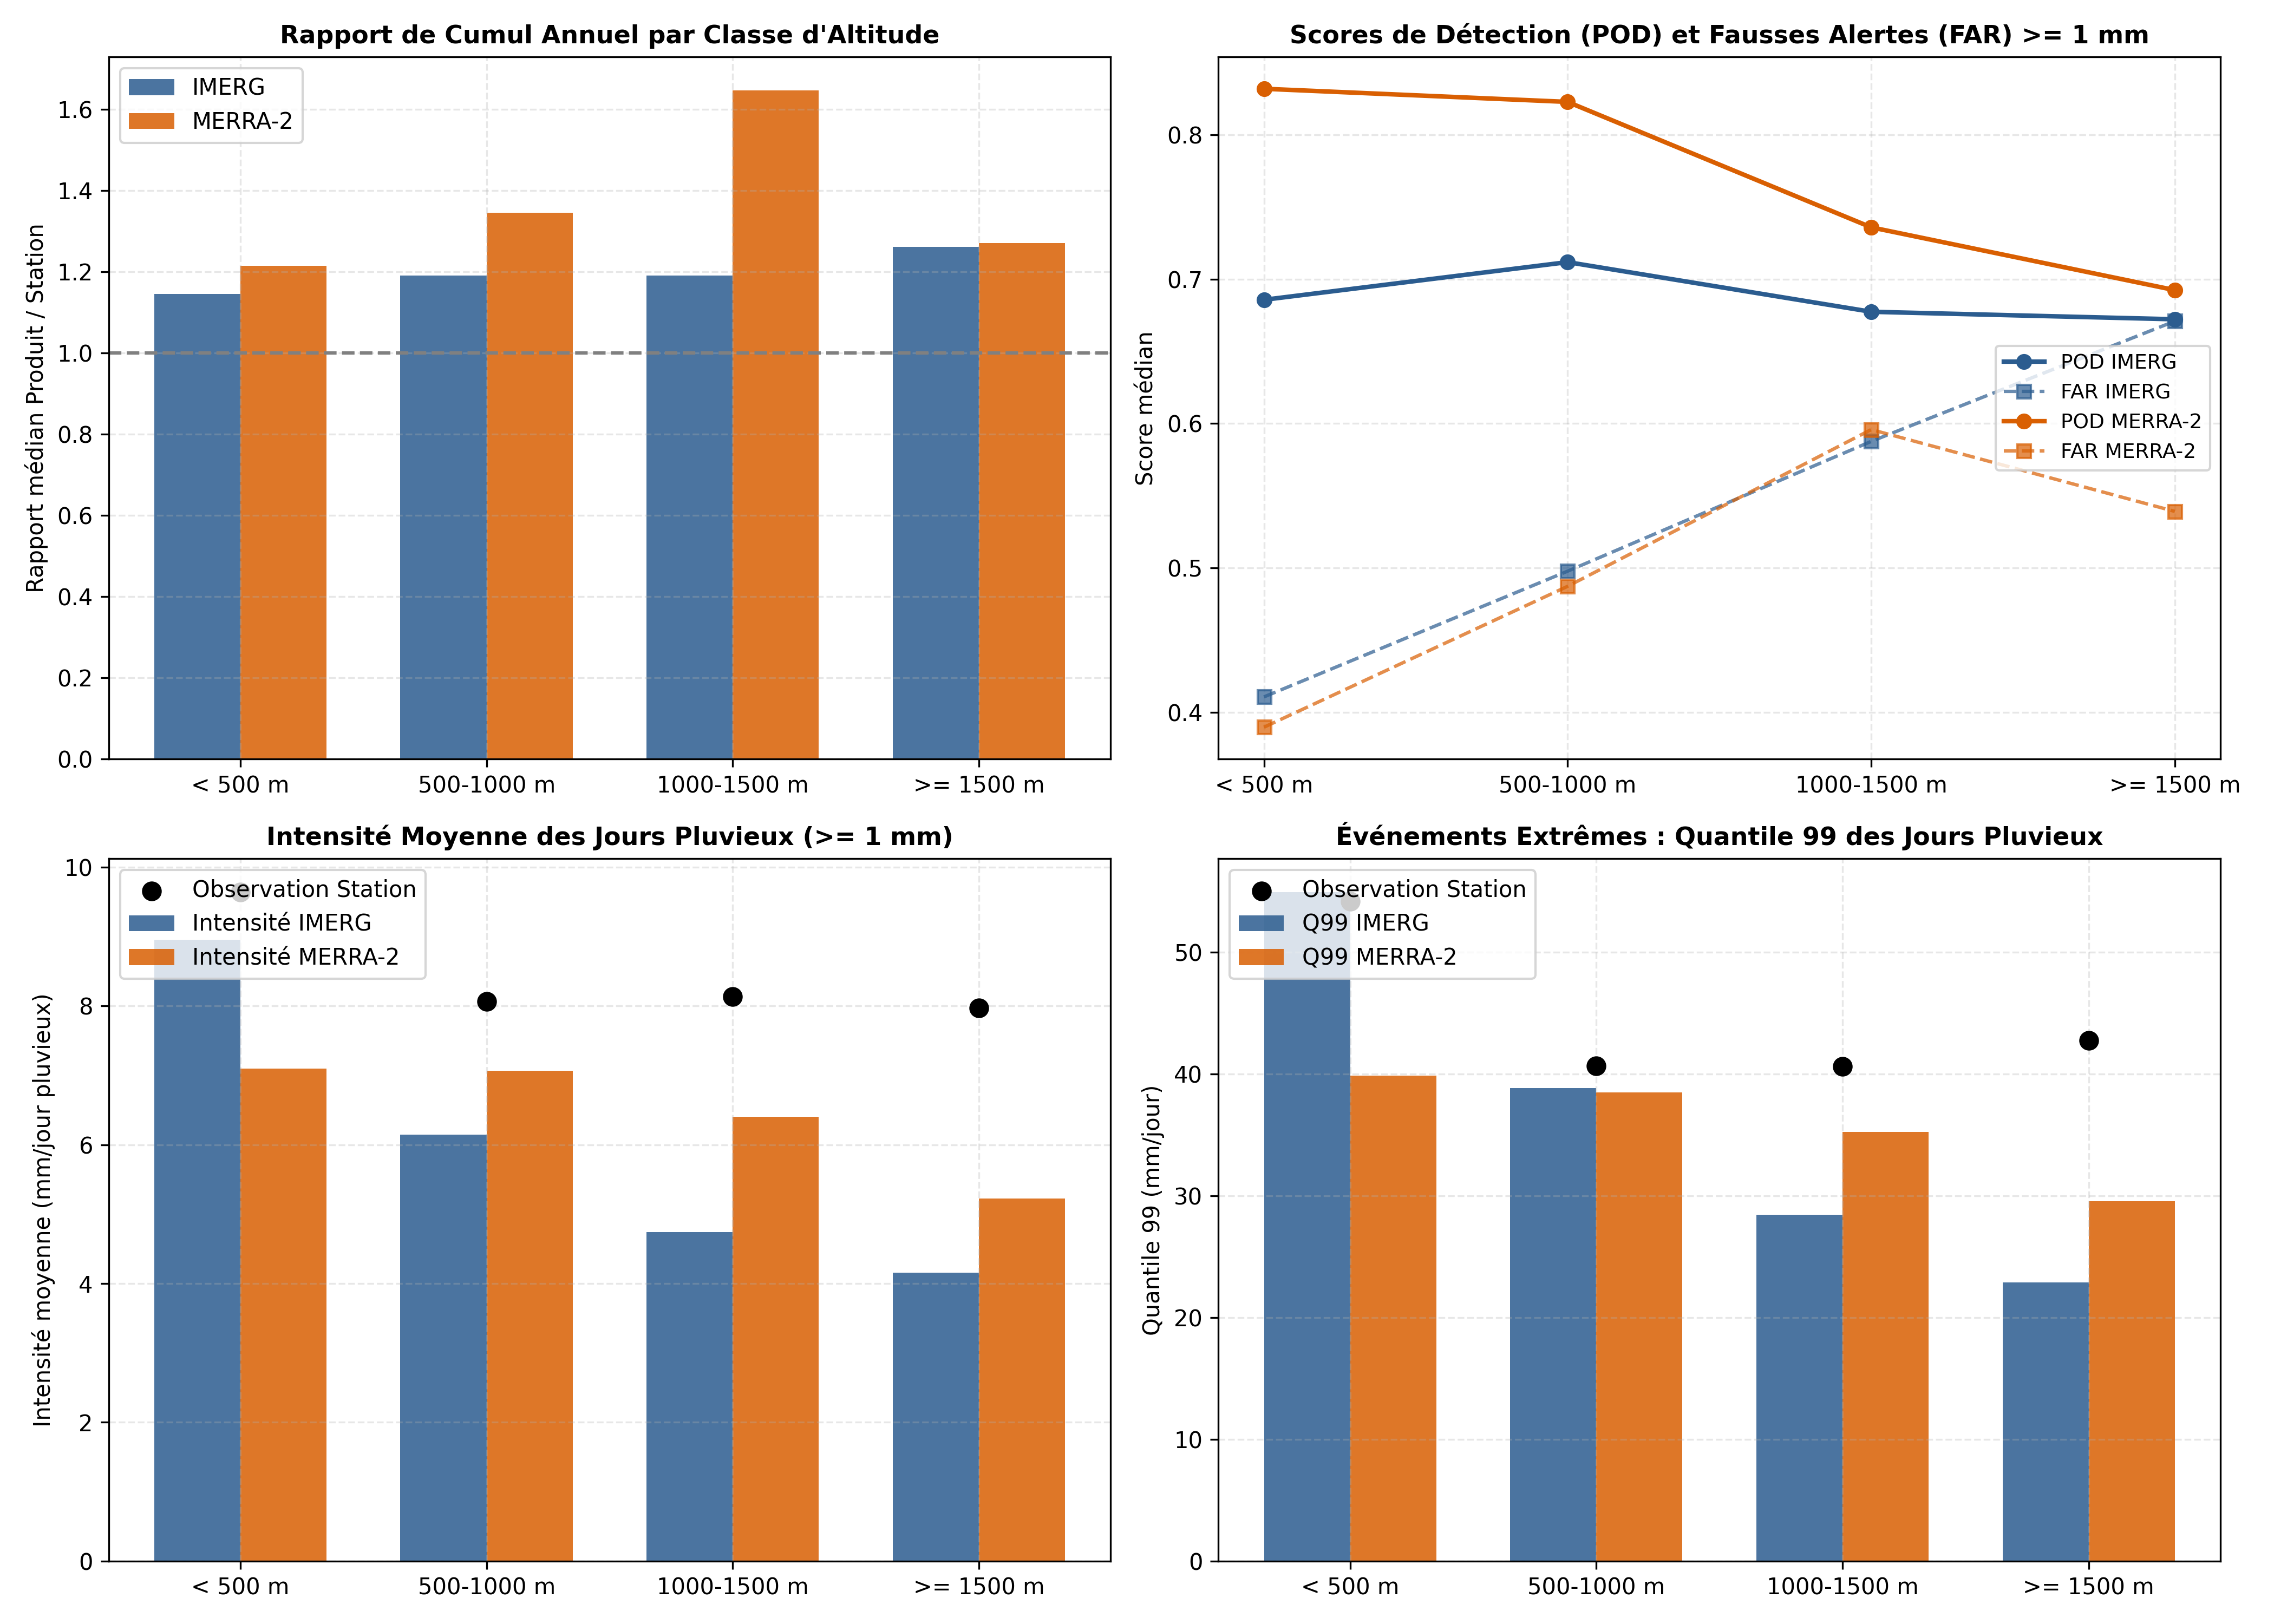 Rapport de Cumul Annuel par Classe d'Altitude
Rapport médian Produit / Station
IMERG
MERRA-2
1.6
1.4
1.2
1.0
0.8
0.6
0.4
0.2
0.0
< 500 m
500-1000 m
1000-1500 m
>= 1500 m
Scores de Détection (POD) et Fausses Alertes (FAR) >= 1 mm
Score médian
0.8
0.7
0.6
0.5
0.4
POD IMERG
FAR IMERG
POD MERRA-2
FAR MERRA-2
< 500 m
500-1000 m
1000-1500 m
>= 1500 m
Intensité Moyenne des Jours Pluvieux (>= 1 mm)
Intensité moyenne (mm/jour pluvieux)
Observation Station
Intensité IMERG
Intensité MERRA-2
10
8
6
4
2
0
< 500 m
500-1000 m
1000-1500 m
>= 1500 m
Événements Extrêmes : Quantile 99 des Jours Pluvieux
Quantile 99 (mm/jour)
Observation Station
Q99 IMERG
Q99 MERRA-2
50
40
30
20
10
0
< 500 m
500-1000 m
1000-1500 m
>= 1500 m